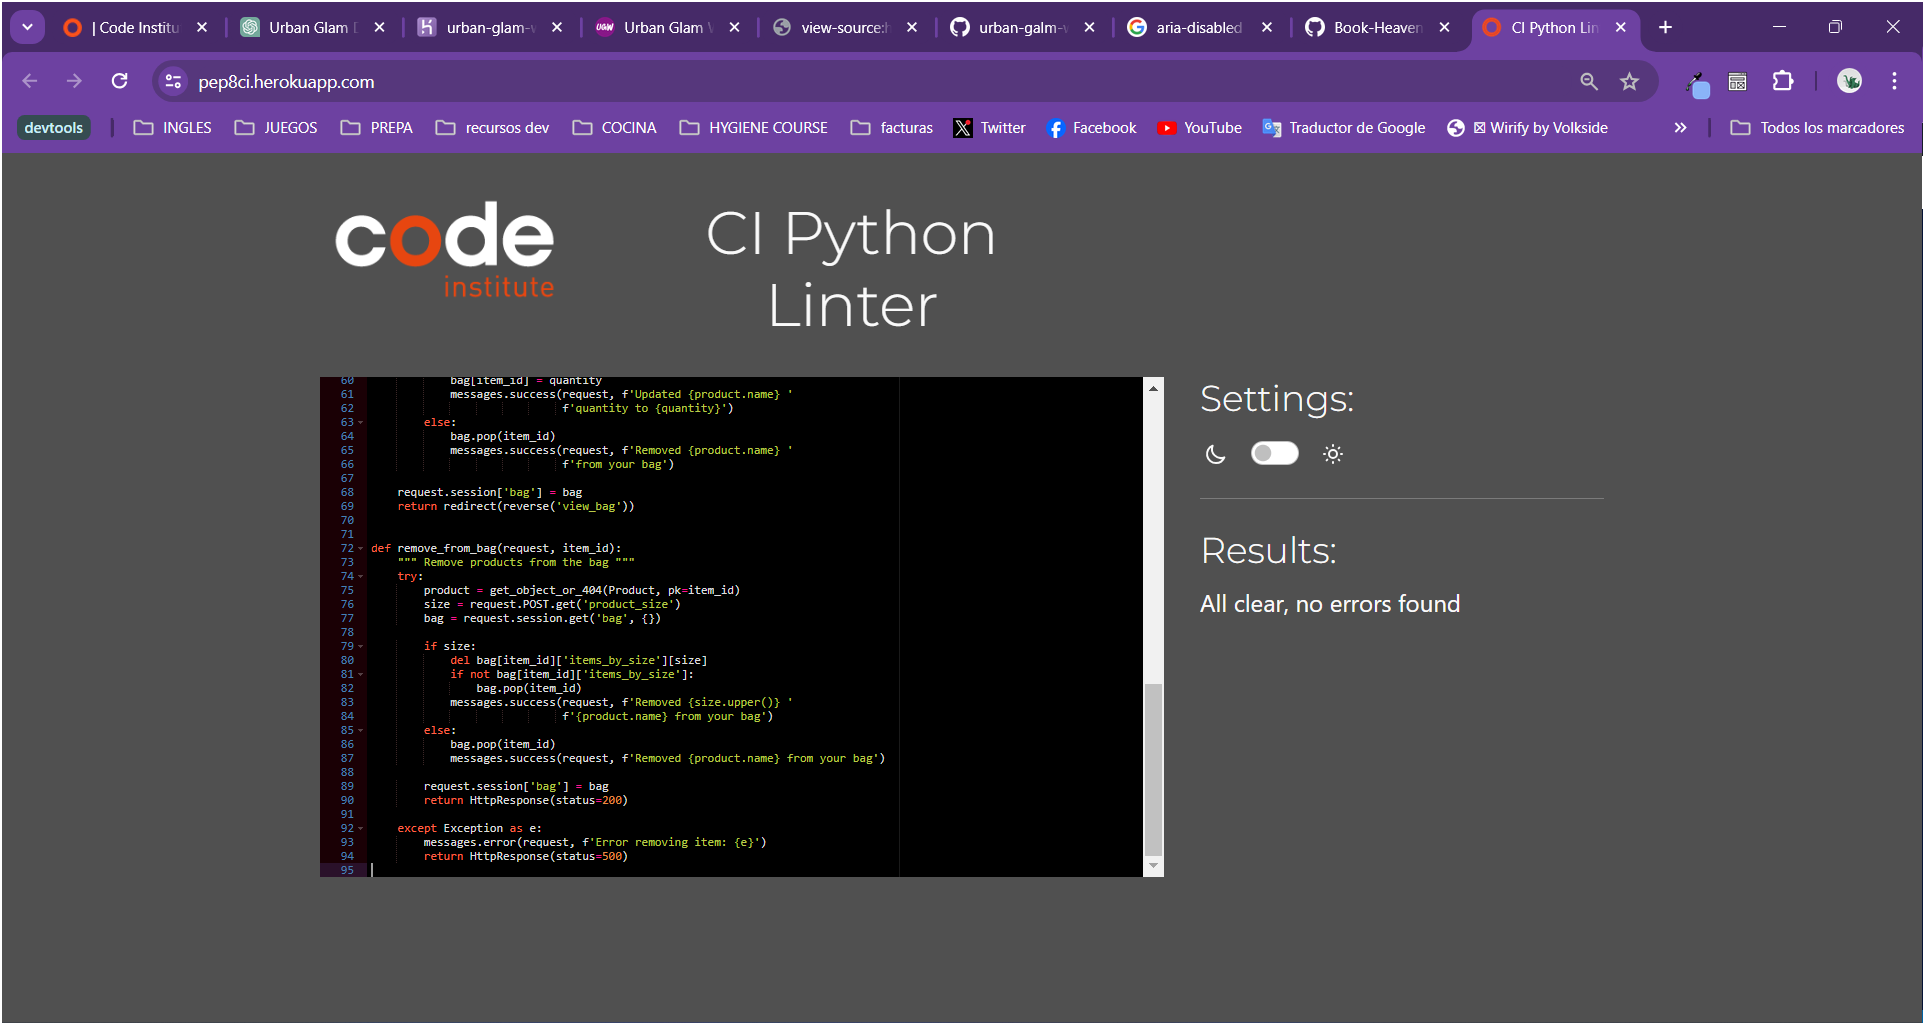 | Code Institu
Urban Glam D
urban-glam-w
UGW Urban Glam W
view-source:h
urban-galm-w
aria-disabled
Book-Heaven
CI Python Lin
pep8ci.herokuapp.com
devtools INGLES JUEGOS PREPA recursos dev COCINA HYGIENE COURSE facturas Twitter Facebook YouTube Traductor de Google Wirify by Volkside » Todos los marcadores
code
institute
CI Python
Linter
60 bag[item_id] = quantity
61 messages.success(request, f'Updated {product.name} '
62 f'quantity to {quantity}')
63 else:
64 bag.pop(item_id)
65 messages.success(request, f'Removed {product.name} '
66 f'from your bag')
67
68 request.session['bag'] = bag
69 return redirect(reverse('view_bag'))
70
71
72 def remove_from_bag(request, item_id):
73 """ Remove products from the bag """
74 try:
75 product = get_object_or_404(Product, pk=item_id)
76 size = request.POST.get('product_size')
77 bag = request.session.get('bag', {})
78
79 if size:
80 del bag[item_id]['items_by_size'][size]
81 if not bag[item_id]['items_by_size']:
82 bag.pop(item_id)
83 messages.success(request, f'Removed {size.upper()} '
84 f'{product.name} from your bag')
85 else:
86 bag.pop(item_id)
87 messages.success(request, f'Removed {product.name} from your bag')
88
89 request.session['bag'] = bag
90 return HttpResponse(status=200)
91
92 except Exception as e:
93 messages.error(request, f'Error removing item: {e}')
94 return HttpResponse(status=500)
95
Settings:
Results:
All clear, no errors found